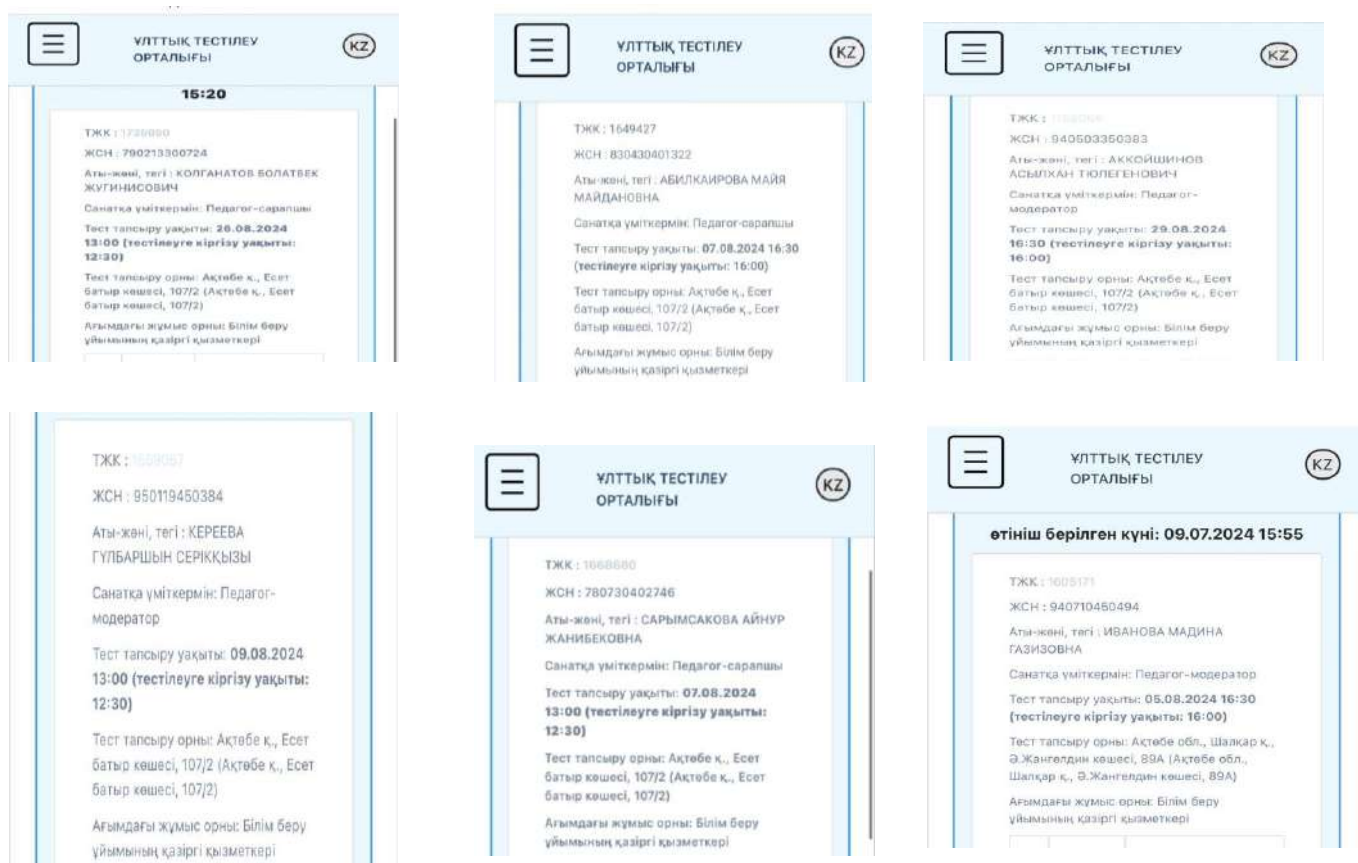 ҰЛТТЫҚ ТЕСТІЛЕУ
ОРТАЛЫҒЫ
KZ
15:20
ТЖК :
ЖСН : 790213300724
Аты-жөні, тегі : КОЛГАНАТОВ БОЛАТБЕК
ЖУГИНИСОВИЧ
Санатқа үміткермін: Педагог-сарапшы
Тест тапсыру уақыты: 26.08.2024
13:00 (тестілеуге кіргізу уақыты:
12:30)
Тест тапсыру орны: Ақтөбе қ., Есет
батыр көшесі, 107/2 (Ақтөбе қ., Есет
батыр көшесі, 107/2)
Ағымдағы жұмыс орны: Білім беру
ұйымының қазіргі қызметкері
ҰЛТТЫҚ ТЕСТІЛЕУ
ОРТАЛЫҒЫ
KZ
ТЖК : 1649427
ЖСН : 830430401322
Аты-жөні, тегі : АБИЛКАИРОВА МАЙЯ
МАЙДАНОВНА
Санатқа үміткермін: Педагог-сарапшы
Тест тапсыру уақыты: 07.08.2024 16:30
(тестілеуге кіргізу уақыты: 16:00)
Тест тапсыру орны: Ақтөбе қ., Есет
батыр көшесі, 107/2 (Ақтөбе қ., Есет
батыр көшесі, 107/2)
Ағымдағы жұмыс орны: Білім беру
ұйымының қазіргі қызметкері
ҰЛТТЫҚ ТЕСТІЛЕУ
ОРТАЛЫҒЫ
KZ
ТЖК :
ЖСН : 940503350383
Аты-жөні, тегі : АККОЙШИНОВ
АСЫЛХАН ТЮЛЕГЕНОВИЧ
Санатқа үміткермін: Педагог-
модератор
Тест тапсыру уақыты: 29.08.2024
16:30 (тестілеуге кіргізу уақыты:
16:00)
Тест тапсыру орны: Ақтөбе қ., Есет
батыр көшесі, 107/2 (Ақтөбе қ., Есет
батыр көшесі, 107/2)
Ағымдағы жұмыс орны: Білім беру
ұйымының қазіргі қызметкері
ТЖК :
ЖСН : 950119450384
Аты-жөні, тегі : КЕРЕЕВА
ГҮЛБАРШЫН СЕРІКҚЫЗЫ
Санатқа үміткермін: Педагог-
модератор
Тест тапсыру уақыты: 09.08.2024
13:00 (тестілеуге кіргізу уақыты:
12:30)
Тест тапсыру орны: Ақтөбе қ., Есет
батыр көшесі, 107/2 (Ақтөбе қ., Есет
батыр көшесі, 107/2)
Ағымдағы жұмыс орны: Білім беру
ұйымының қазіргі қызметкері
ҰЛТТЫҚ ТЕСТІЛЕУ
ОРТАЛЫҒЫ
KZ
ТЖК :
ЖСН : 780730402746
Аты-жөні, тегі : САРЫМСАКОВА АЙНУР
ЖАНИБЕКОВНА
Санатқа үміткермін: Педагог-сарапшы
Тест тапсыру уақыты: 07.08.2024
13:00 (тестілеуге кіргізу уақыты:
12:30)
Тест тапсыру орны: Ақтөбе қ., Есет
батыр көшесі, 107/2 (Ақтөбе қ., Есет
батыр көшесі, 107/2)
Ағымдағы жұмыс орны: Білім беру
ұйымының қазіргі қызметкері
ҰЛТТЫҚ ТЕСТІЛЕУ
ОРТАЛЫҒЫ
KZ
өтініш берілген күні: 09.07.2024 15:55
ТЖК : 1605171
ЖСН : 940710450494
Аты-жөні, тегі : ИВАНОВА МАДИНА
ГАЗИЗОВНА
Санатқа үміткермін: Педагог-модератор
Тест тапсыру уақыты: 05.08.2024 16:30
(тестілеуге кіргізу уақыты: 16:00)
Тест тапсыру орны: Ақтөбе обл., Шалқар қ.,
Ә.Жангелдин көшесі, 89А (Ақтөбе обл.,
Шалқар қ., Ә.Жангелдин көшесі, 89А)
Ағымдағы жұмыс орны: Білім беру
ұйымының қазіргі қызметкері